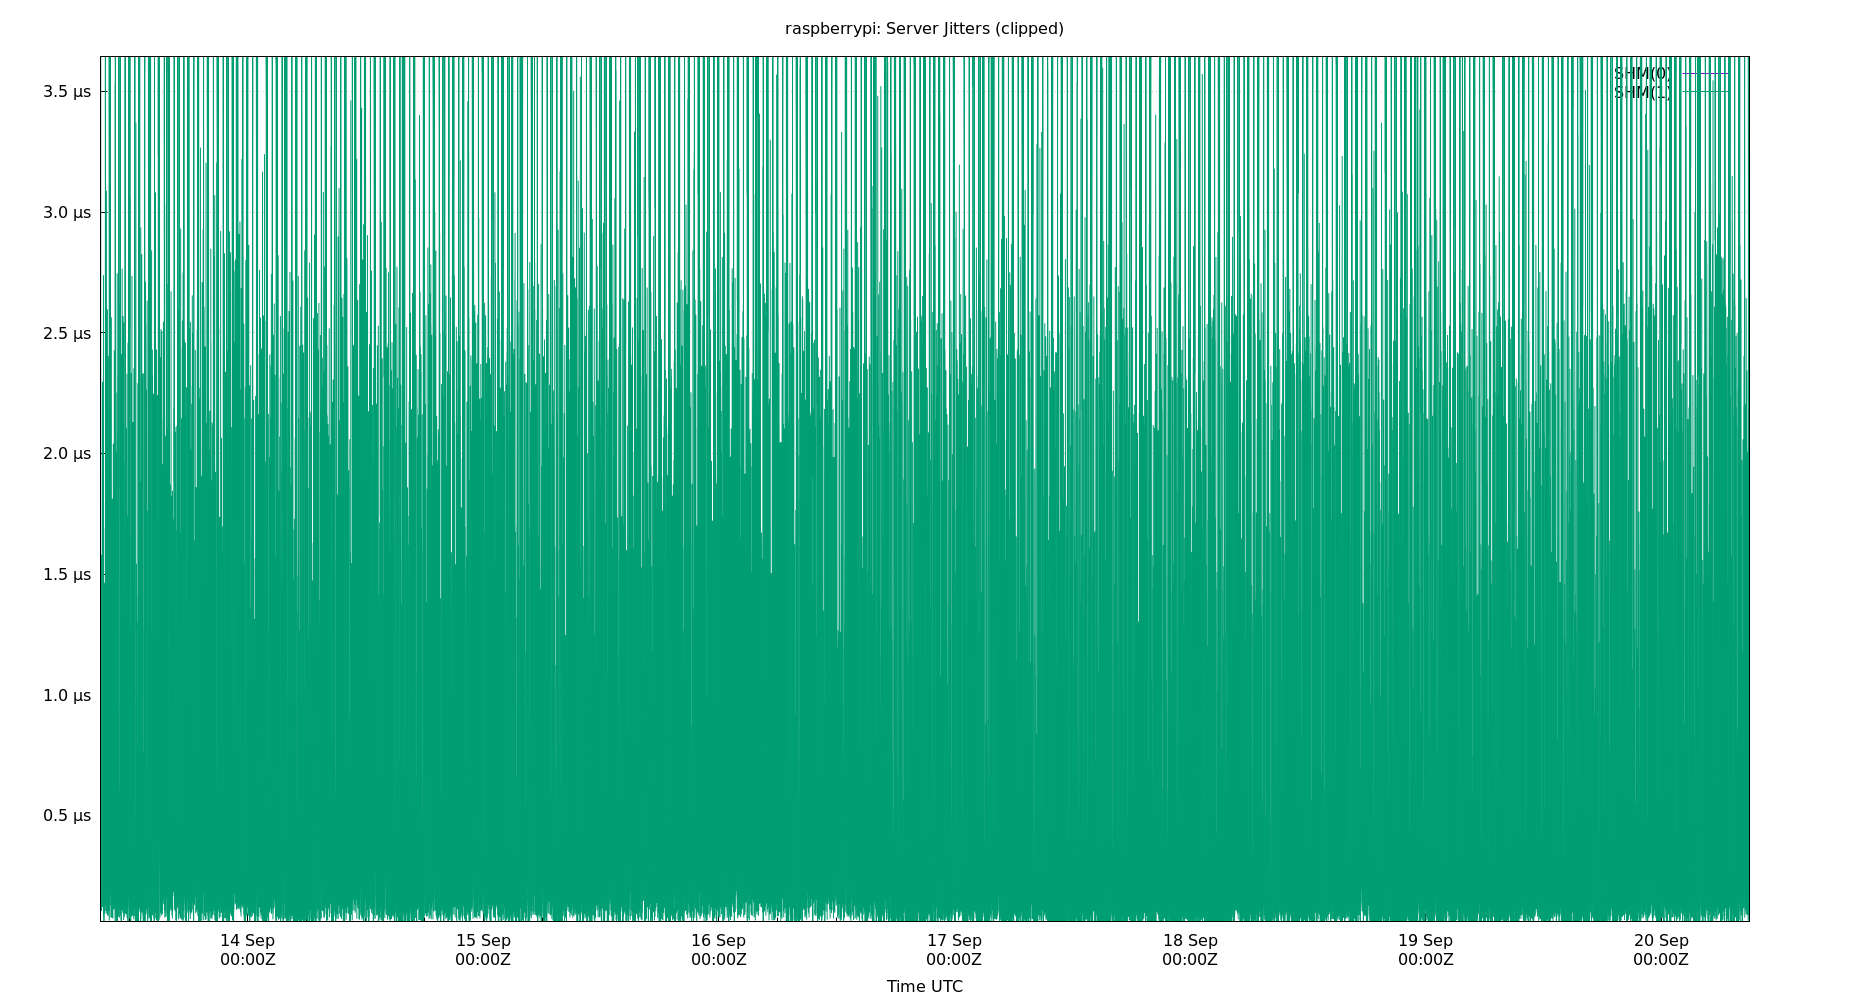 raspberrypi: Server Jitters (clipped)
SHM(0)
SHM(1)
3.5 µs
3.0 µs
2.5 µs
2.0 µs
1.5 µs
1.0 µs
0.5 µs
14 Sep 15 Sep 16 Sep 17 Sep 18 Sep 19 Sep 20 Sep
00:00Z 00:00Z 00:00Z 00:00Z 00:00Z 00:00Z 00:00Z
Time UTC